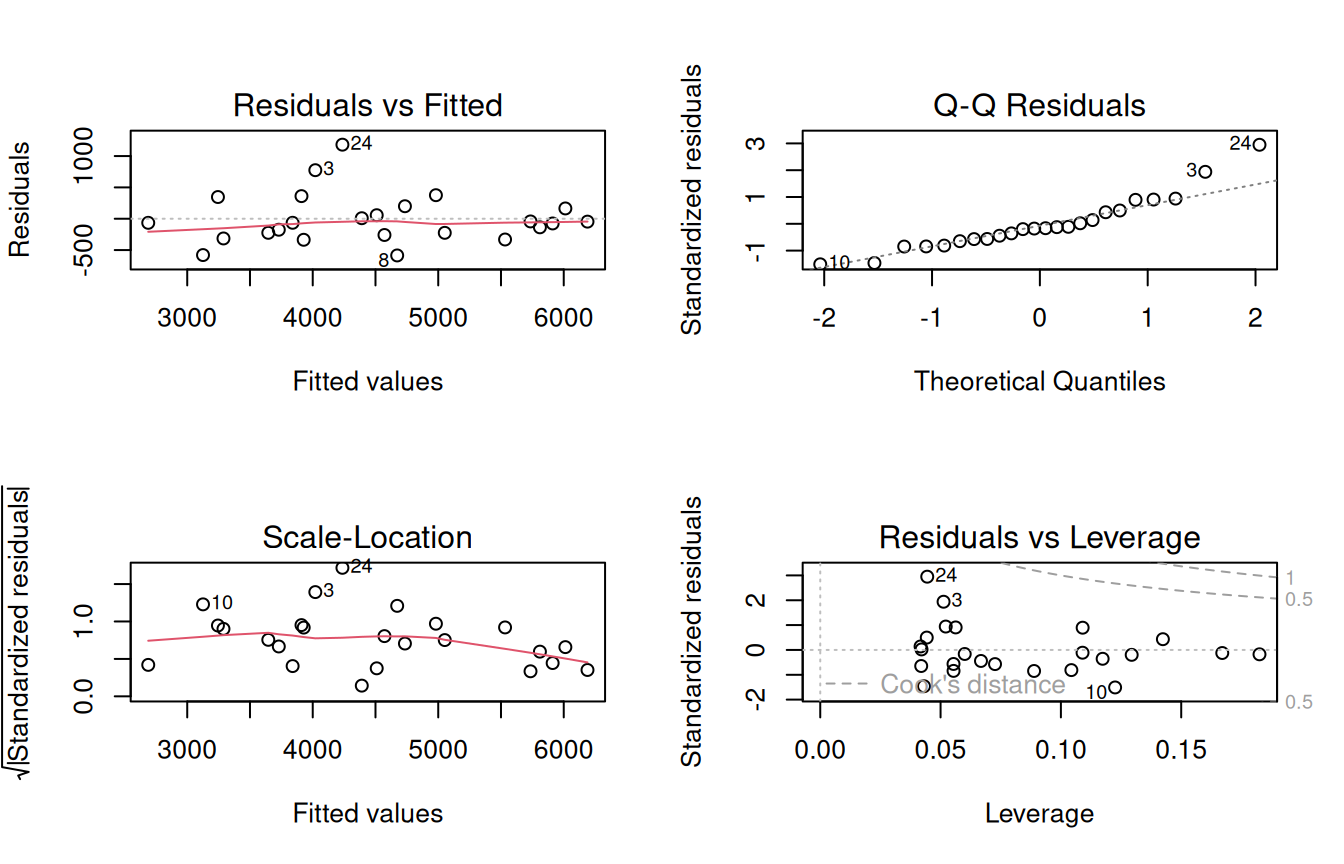 Residuals vs Fitted
Residuals
-500
1000
24
3
8
3000 4000 5000 6000
Fitted values
Q-Q Residuals
Standardized residuals
-1
1
3
24
3
10
-2 -1 0 1 2
Theoretical Quantiles
Scale-Location
√|Standardized residuals|
0.0
1.0
24
3
10
3000 4000 5000 6000
Fitted values
Residuals vs Leverage
Standardized residuals
-2
0
2
24
3
10
Cook's distance
1
0.5
0.5
0.00 0.05 0.10 0.15
Leverage